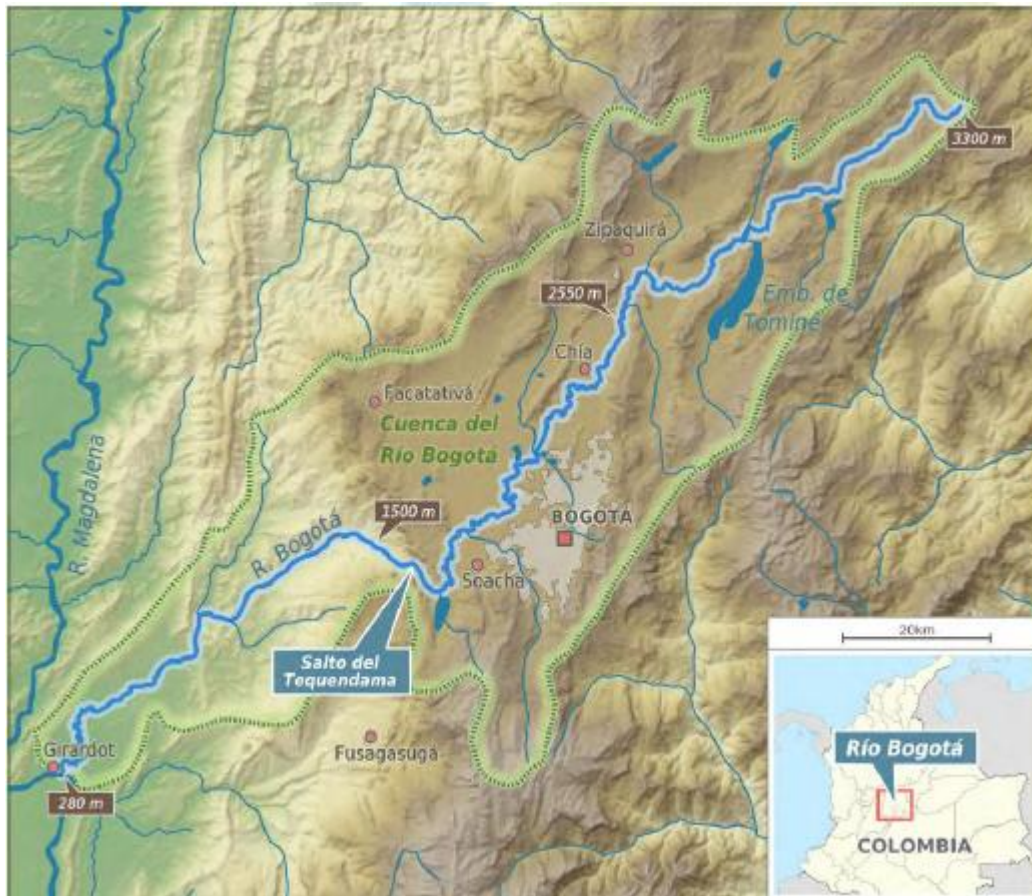 3300 m
Zipaquirá
2550 m
Emb. de
Tominé
Chía
Facatativá
Cuenca del
Río Bogotá
R. Magdalena
1500 m
R. Bogotá
BOGOTÁ
Soacha
Salto del
Tequendama
Fusagasugá
Girardot
280 m
20km
Río Bogotá
COLOMBIA